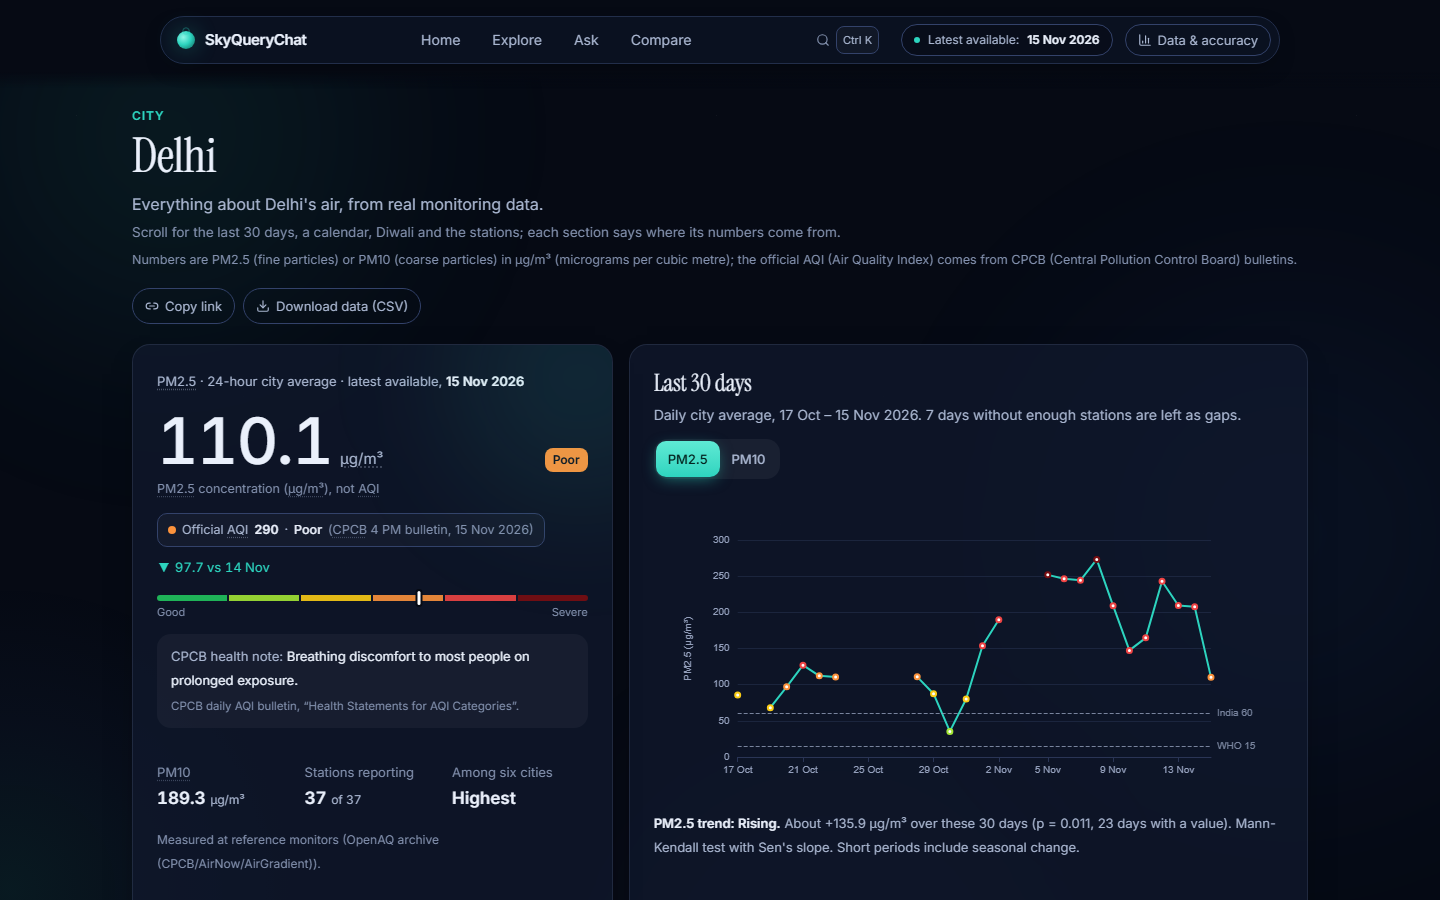 SkyQueryChat Home Explore Ask Compare Ctrl K Latest available: 15 Nov 2026 Data & accuracy
CITY
Delhi
Everything about Delhi's air, from real monitoring data.
Scroll for the last 30 days, a calendar, Diwali and the stations; each section says where its numbers come from.
Numbers are PM2.5 (fine particles) or PM10 (coarse particles) in µg/m³ (micrograms per cubic metre); the official AQI (Air Quality Index) comes from CPCB (Central Pollution Control Board) bulletins.
Copy link Download data (CSV)
PM2.5 · 24-hour city average · latest available, 15 Nov 2026
110.1 µg/m³ Poor
PM2.5 concentration (µg/m³), not AQI
Official AQI 290 · Poor (CPCB 4 PM bulletin, 15 Nov 2026)
▼ 97.7 vs 14 Nov
Good Severe
CPCB health note: Breathing discomfort to most people on
prolonged exposure.
CPCB daily AQI bulletin, “Health Statements for AQI Categories”.
PM10 Stations reporting Among six cities
189.3 µg/m³ 37 of 37 Highest
Measured at reference monitors (OpenAQ archive
(CPCB/AirNow/AirGradient)).
Last 30 days
Daily city average, 17 Oct – 15 Nov 2026. 7 days without enough stations are left as gaps.
PM2.5 PM10
PM2.5 (µg/m³)
300
250
200
150
100
50
0
India 60
WHO 15
17 Oct 21 Oct 25 Oct 29 Oct 2 Nov 5 Nov 9 Nov 13 Nov
PM2.5 trend: Rising. About +135.9 µg/m³ over these 30 days (p = 0.011, 23 days with a value). Mann-
Kendall test with Sen's slope. Short periods include seasonal change.